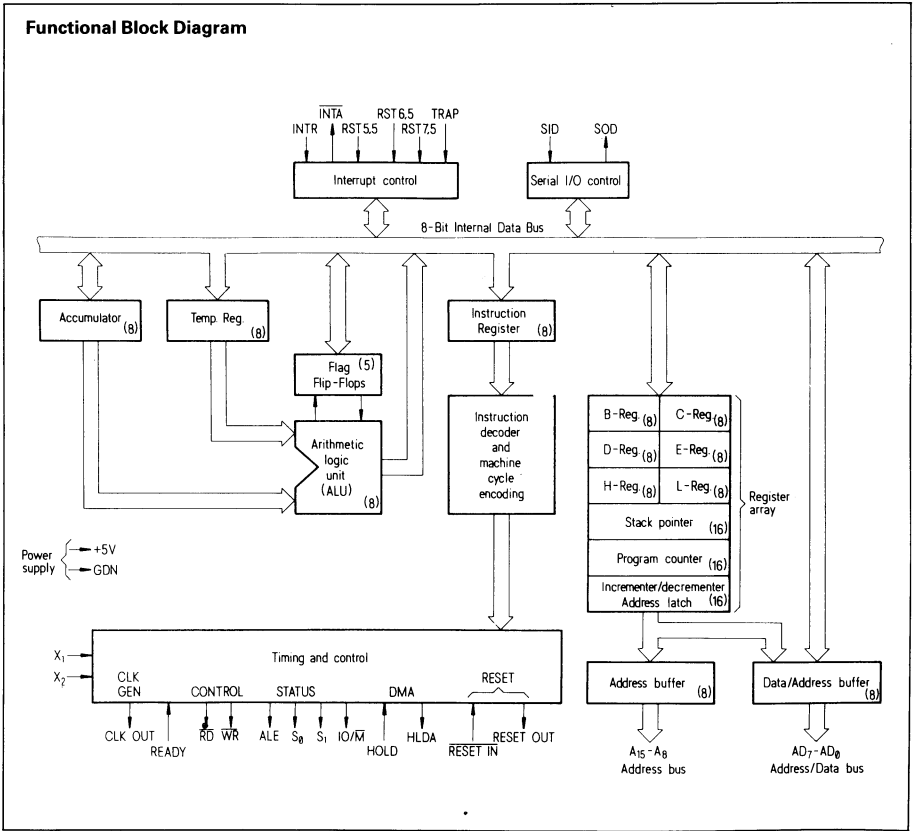 Functional Block Diagram
INTR INTA RST5,5 RST6,5 RST7,5 TRAP
SID SOD
Interrupt control
Serial I/O control
8-Bit Internal Data Bus
Accumulator (8)
Temp. Reg. (8)
Flag (5)
Flip-Flops
Instruction
Register (8)
Arithmetic
logic
unit
(ALU) (8)
Instruction
decoder
and
machine
cycle
encoding
B-Reg. (8) C-Reg. (8)
D-Reg. (8) E-Reg. (8)
H-Reg. (8) L-Reg. (8)
Stack pointer (16)
Program counter (16)
Incrementer/decrementer
Address latch (16)
Register
array
Power
supply
+5V
GDN
X1
X2
Timing and control
CLK
GEN CONTROL STATUS DMA RESET
CLK OUT READY RD WR ALE S0 S1 IO/M HOLD HLDA RESET IN RESET OUT
Address buffer (8)
Data/Address buffer (8)
A15-A8
Address bus
AD7-AD0
Address/Data bus